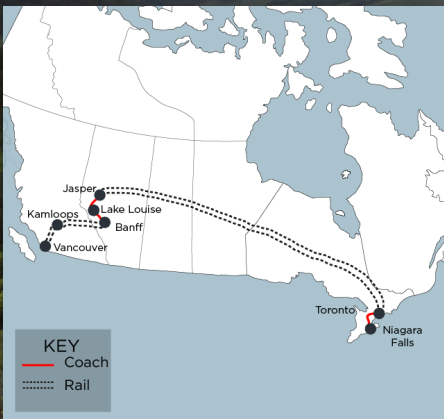 Jasper
Lake Louise
Kamloops
Banff
Vancouver
Toronto
Niagara
Falls
KEY
Coach
Rail